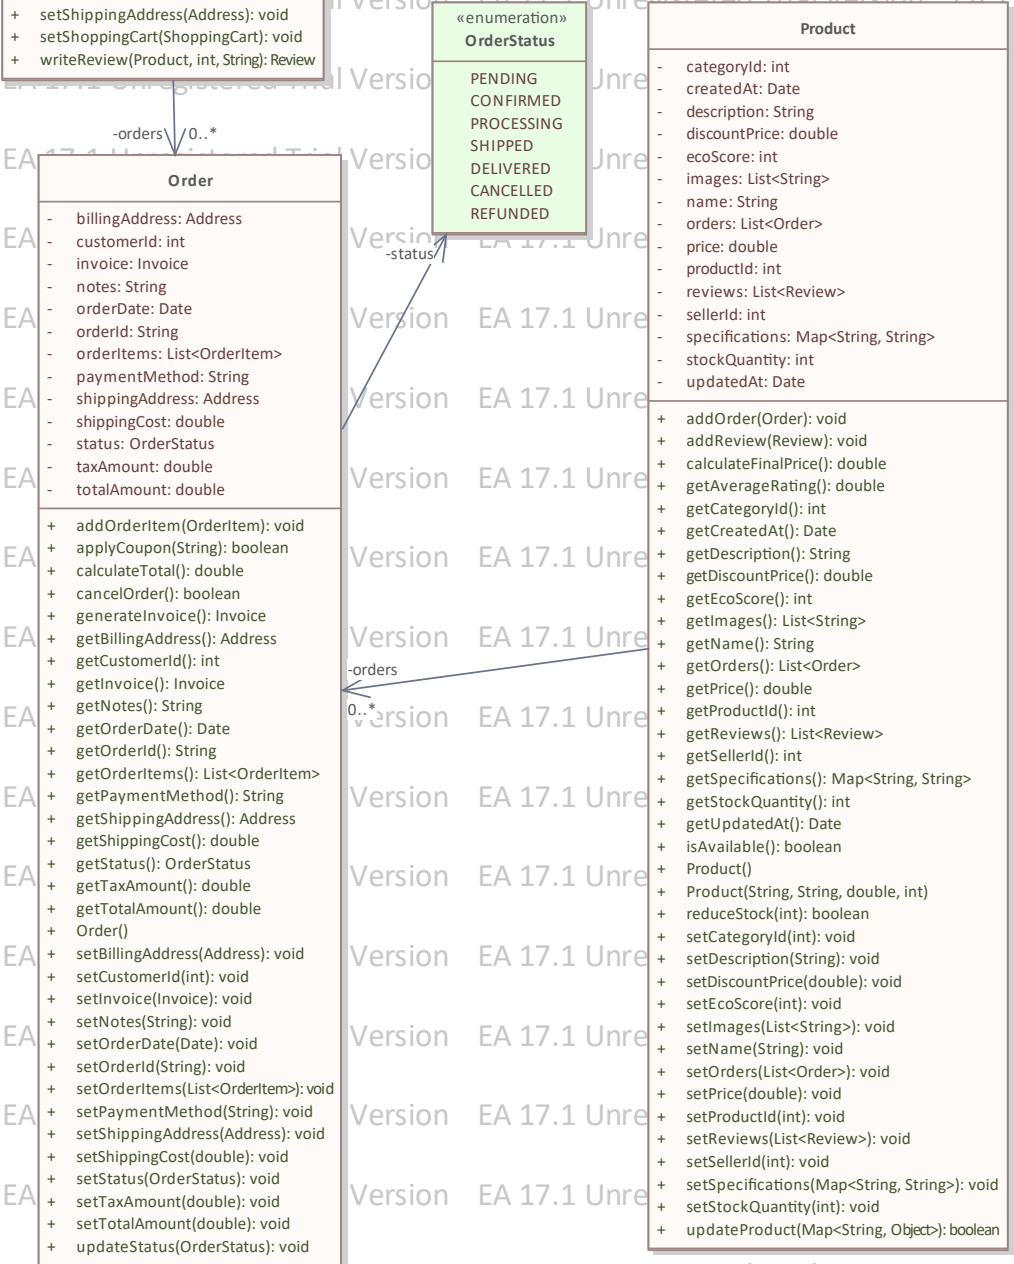 + setShippingAddress(Address): void
+ setShoppingCart(ShoppingCart): void
+ writeReview(Product, int, String): Review
-orders
0..*
Order
- billingAddress: Address
- customerId: int
- invoice: Invoice
- notes: String
- orderDate: Date
- orderId: String
- orderItems: List<OrderItem>
- paymentMethod: String
- shippingAddress: Address
- shippingCost: double
- status: OrderStatus
- taxAmount: double
- totalAmount: double
+ addOrderItem(OrderItem): void
+ applyCoupon(String): boolean
+ calculateTotal(): double
+ cancelOrder(): boolean
+ generateInvoice(): Invoice
+ getBillingAddress(): Address
+ getCustomerId(): int
+ getInvoice(): Invoice
+ getNotes(): String
+ getOrderDate(): Date
+ getOrderId(): String
+ getOrderItems(): List<OrderItem>
+ getPaymentMethod(): String
+ getShippingAddress(): Address
+ getShippingCost(): double
+ getStatus(): OrderStatus
+ getTaxAmount(): double
+ getTotalAmount(): double
+ Order()
+ setBillingAddress(Address): void
+ setCustomerId(int): void
+ setInvoice(Invoice): void
+ setNotes(String): void
+ setOrderDate(Date): void
+ setOrderId(String): void
+ setOrderItems(List<OrderItem>): void
+ setPaymentMethod(String): void
+ setShippingAddress(Address): void
+ setShippingCost(double): void
+ setStatus(OrderStatus): void
+ setTaxAmount(double): void
+ setTotalAmount(double): void
+ updateStatus(OrderStatus): void
«enumeration»
OrderStatus
PENDING
CONFIRMED
PROCESSING
SHIPPED
DELIVERED
CANCELLED
REFUNDED
-status
-orders
0..*
Product
- categoryId: int
- createdAt: Date
- description: String
- discountPrice: double
- ecoScore: int
- images: List<String>
- name: String
- orders: List<Order>
- price: double
- productId: int
- reviews: List<Review>
- sellerId: int
- specifications: Map<String, String>
- stockQuantity: int
- updatedAt: Date
+ addOrder(Order): void
+ addReview(Review): void
+ calculateFinalPrice(): double
+ getAverageRating(): double
+ getCategoryId(): int
+ getCreatedAt(): Date
+ getDescription(): String
+ getDiscountPrice(): double
+ getEcoScore(): int
+ getImages(): List<String>
+ getName(): String
+ getOrders(): List<Order>
+ getPrice(): double
+ getProductId(): int
+ getReviews(): List<Review>
+ getSellerId(): int
+ getSpecifications(): Map<String, String>
+ getStockQuantity(): int
+ getUpdatedAt(): Date
+ isAvailable(): boolean
+ Product()
+ Product(String, String, double, int)
+ reduceStock(int): boolean
+ setCategoryId(int): void
+ setDescription(String): void
+ setDiscountPrice(double): void
+ setEcoScore(int): void
+ setImages(List<String>): void
+ setName(String): void
+ setOrders(List<Order>): void
+ setPrice(double): void
+ setProductId(int): void
+ setReviews(List<Review>): void
+ setSellerId(int): void
+ setSpecifications(Map<String, String>): void
+ setStockQuantity(int): void
+ updateProduct(Map<String, Object>): boolean